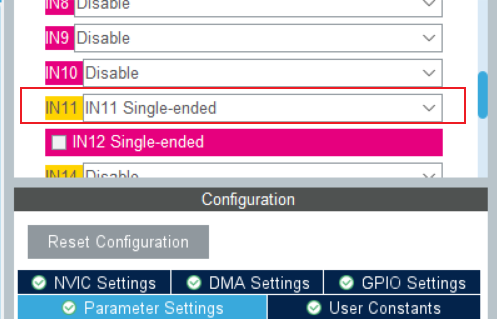 IN8 Disable
IN9 Disable
IN10 Disable
IN11 IN11 Single-ended
IN12 Single-ended
IN14 Disable
Configuration
Reset Configuration
NVIC Settings DMA Settings GPIO Settings
Parameter Settings User Constants